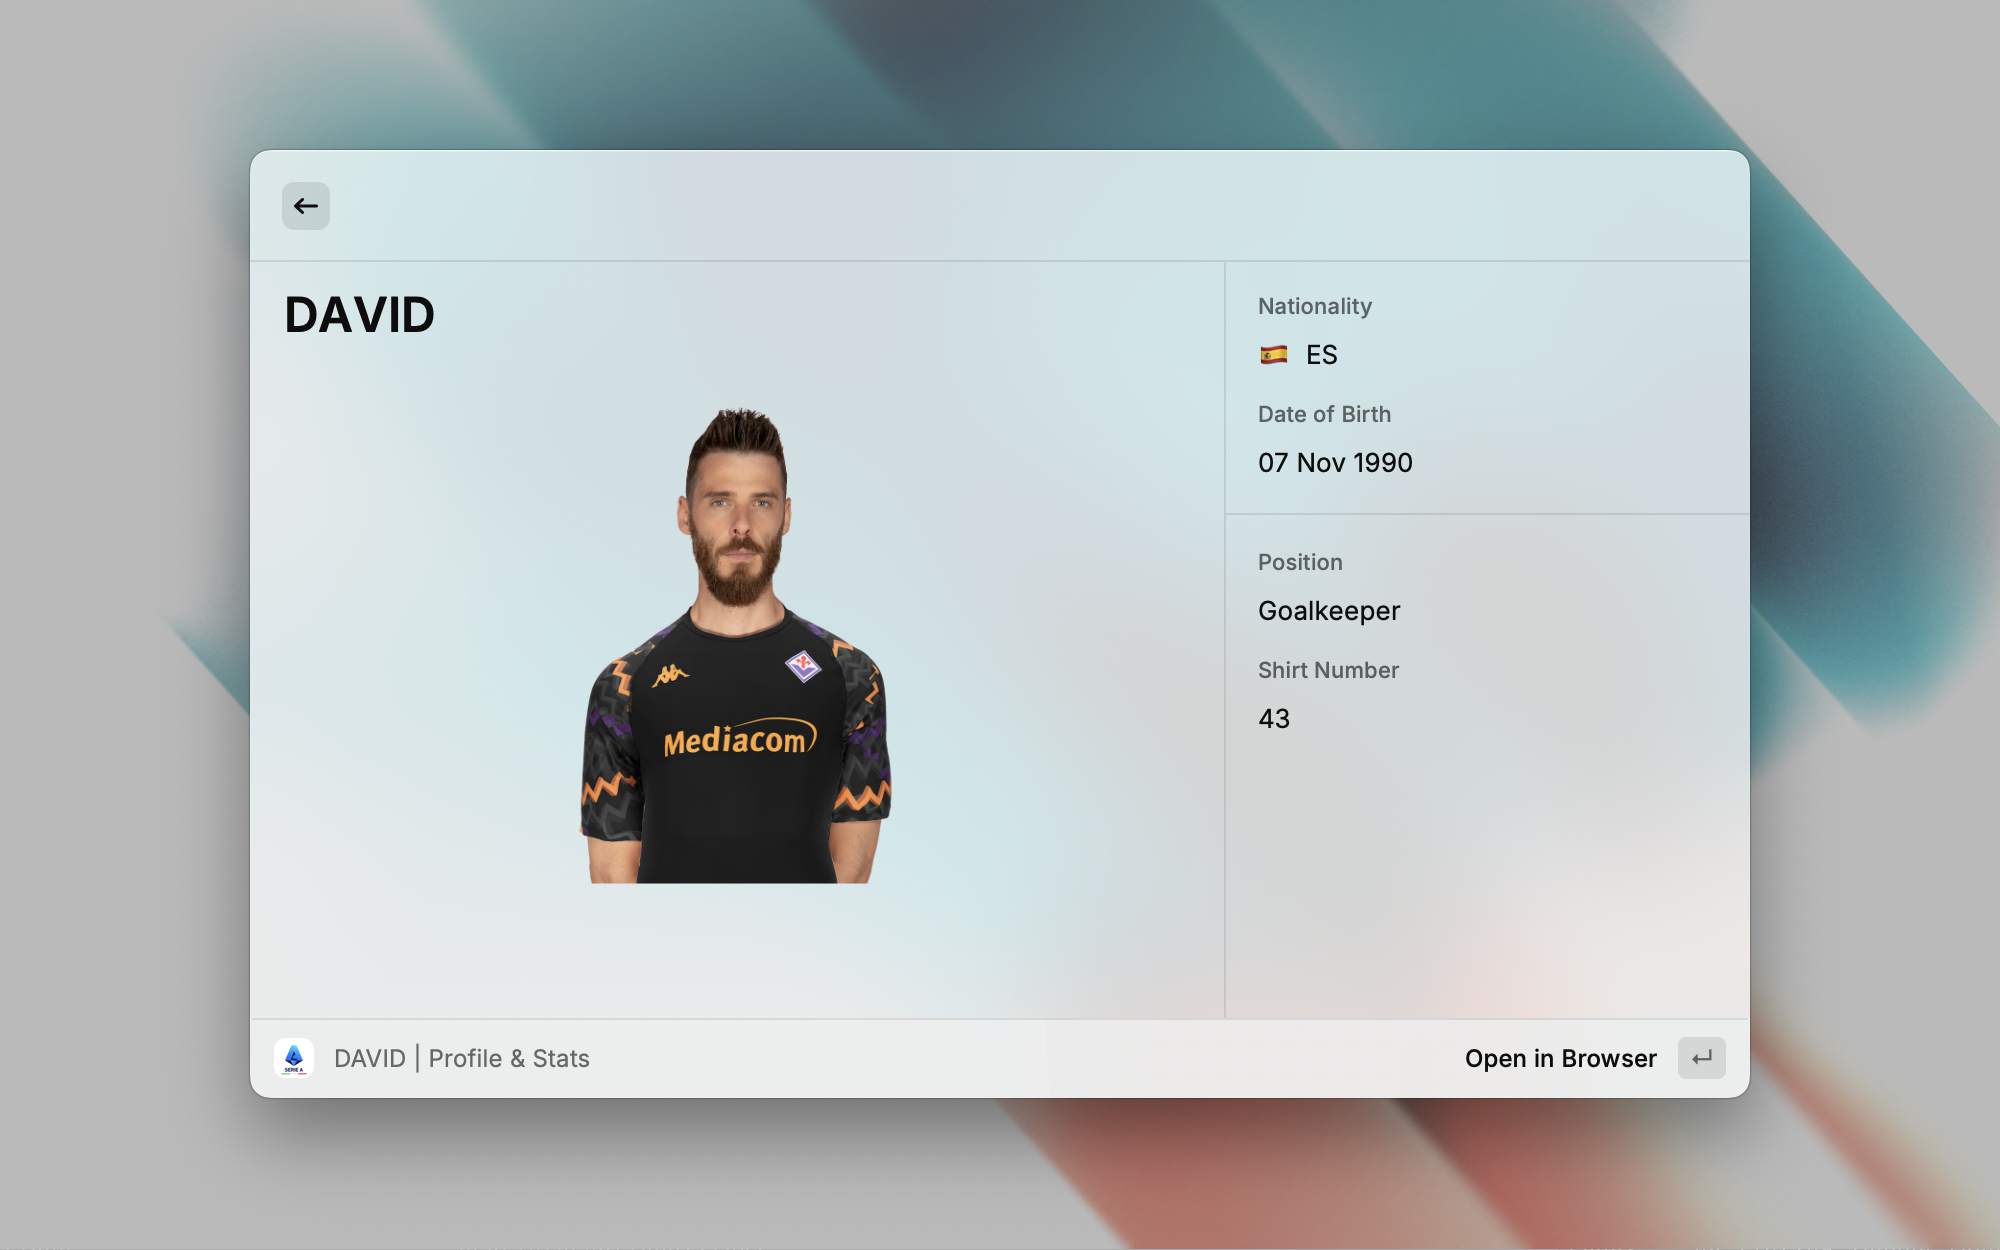 DAVID
Mediacom
Nationality
🇪🇸 ES
Date of Birth
07 Nov 1990
Position
Goalkeeper
Shirt Number
43
SERIE A
DAVID | Profile & Stats
Open in Browser